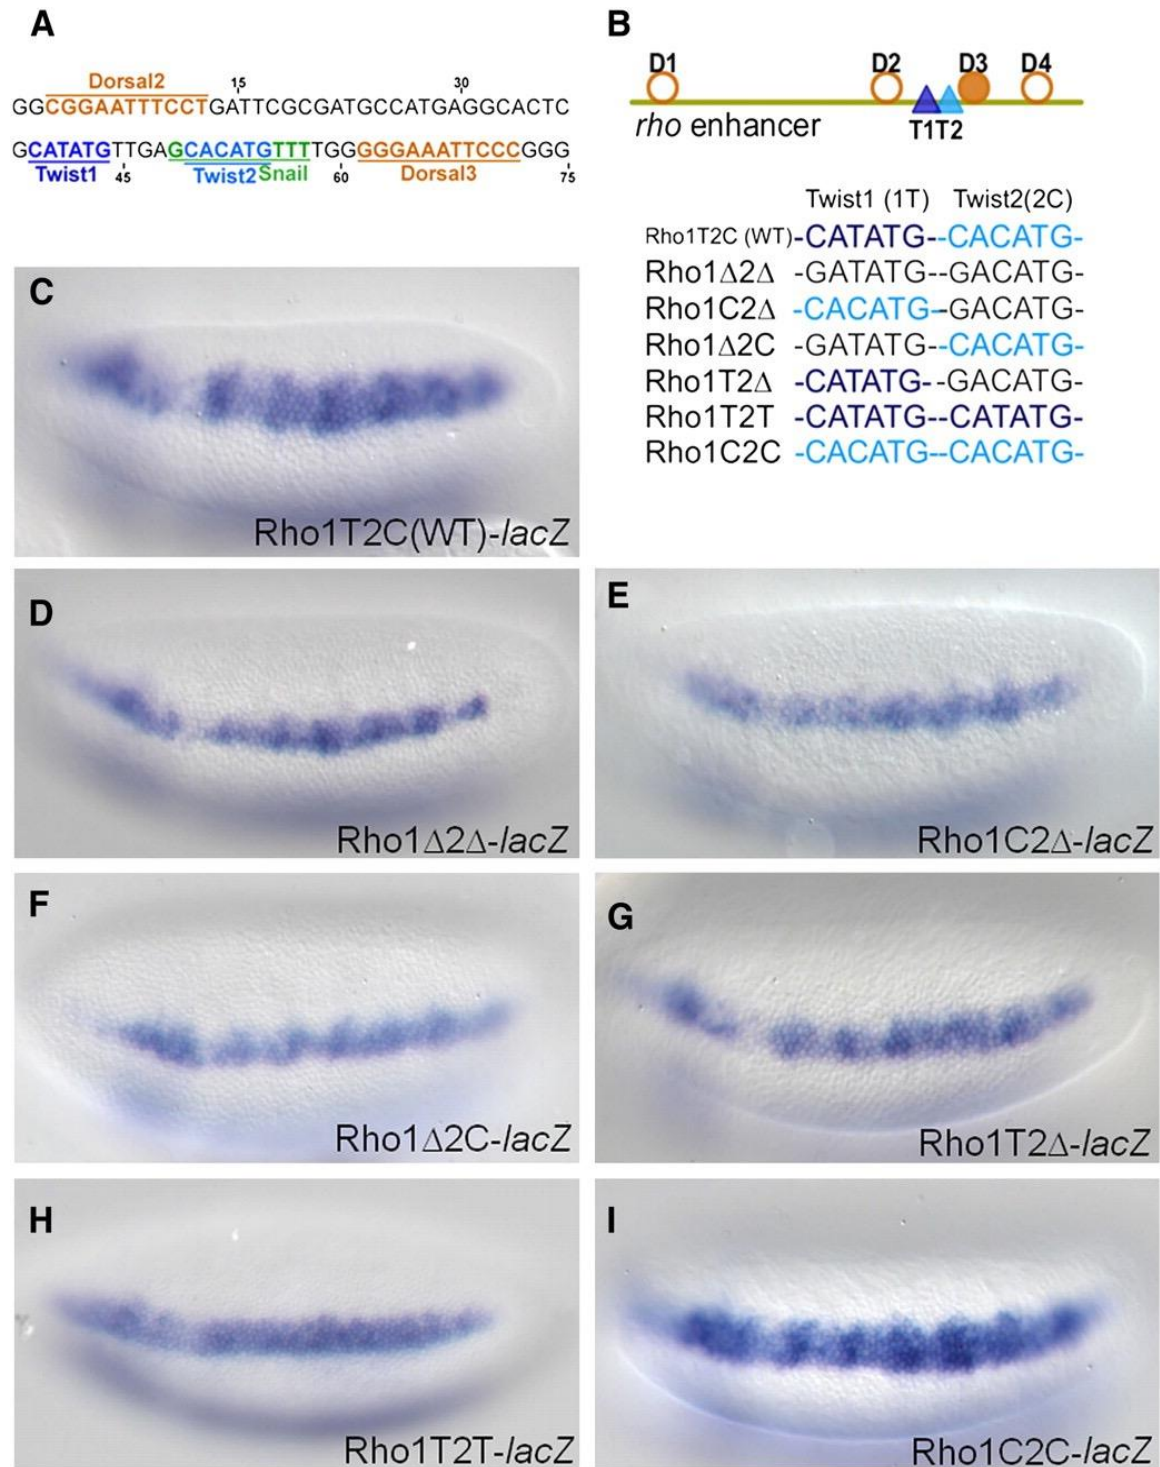 A
Dorsal2
15
30
GGCGGAATTTCCTGATTCGCGATGCCATGAGGCACTC
GCATATGTTGAGCACATGTTTTGGGGGAAATTCCCGGG
Twist1
45
Twist2
Snail
60
Dorsal3
75
B
D1
D2
D3
D4
rho enhancer
T1T2
Twist1 (1T)
Twist2(2C)
Rho1T2C (WT)-CATATG--CACATG-
Rho1Δ2Δ -GATATG--GACATG-
Rho1C2Δ -CACATG--GACATG-
Rho1Δ2C -GATATG--CACATG-
Rho1T2Δ -CATATG--GACATG-
Rho1T2T -CATATG--CATATG-
Rho1C2C -CACATG--CACATG-
C
Rho1T2C(WT)-lacZ
D
Rho1Δ2Δ-lacZ
E
Rho1C2Δ-lacZ
F
Rho1Δ2C-lacZ
G
Rho1T2Δ-lacZ
H
Rho1T2T-lacZ
I
Rho1C2C-lacZ